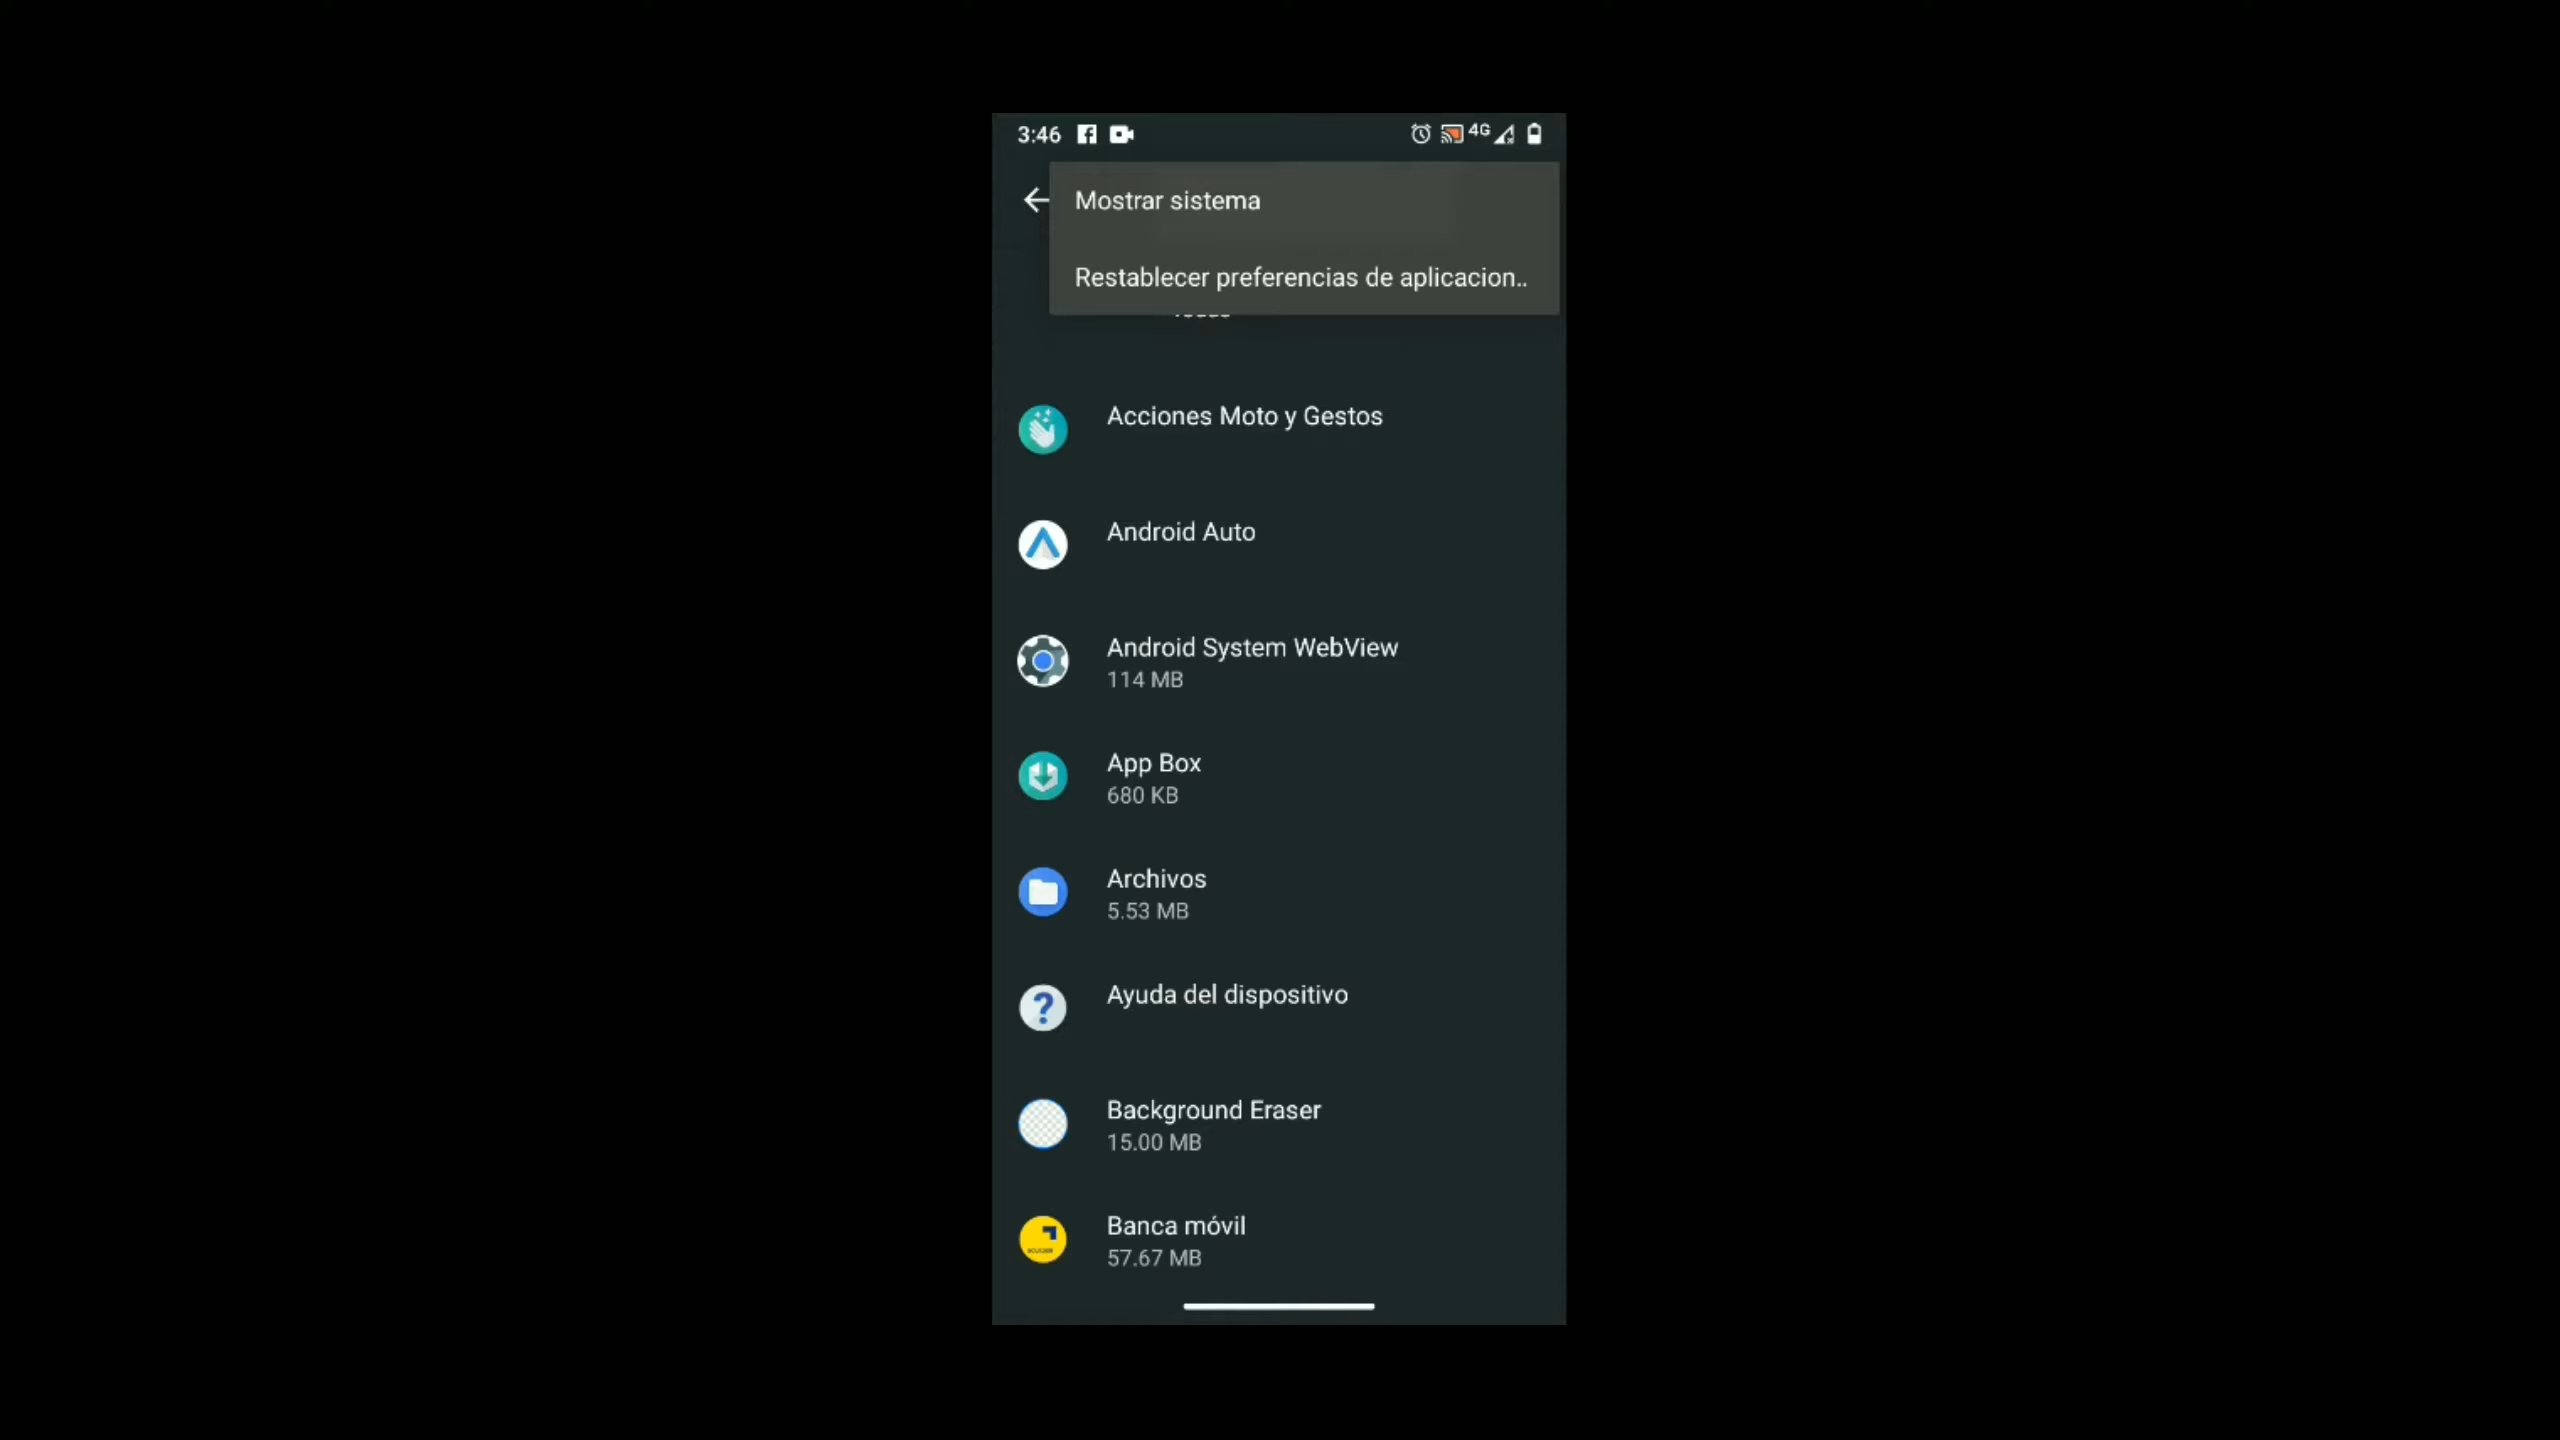 3:46
4G
Mostrar sistema
Restablecer preferencias de aplicacion..
Acciones Moto y Gestos
Android Auto
Android System WebView
114 MB
App Box
680 KB
Archivos
5.53 MB
Ayuda del dispositivo
Background Eraser
15.00 MB
Banca móvil
57.67 MB